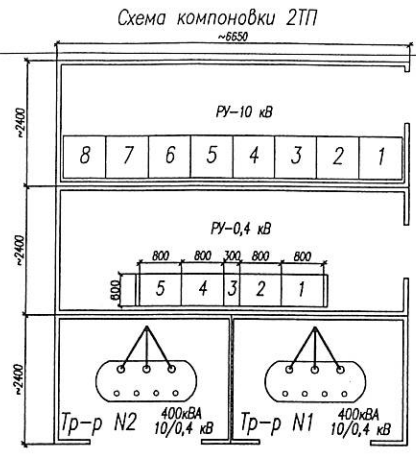 Схема компоновки 2ТП
~6650
~2400
РУ-10 кВ
8 7 6 5 4 3 2 1
~2400
РУ-0,4 кВ
800 800 300 800 800
600
5 4 3 2 1
~2400
Тр-р N2 400кВА 10/0,4 кВ
Тр-р N1 400кВА 10/0,4 кВ